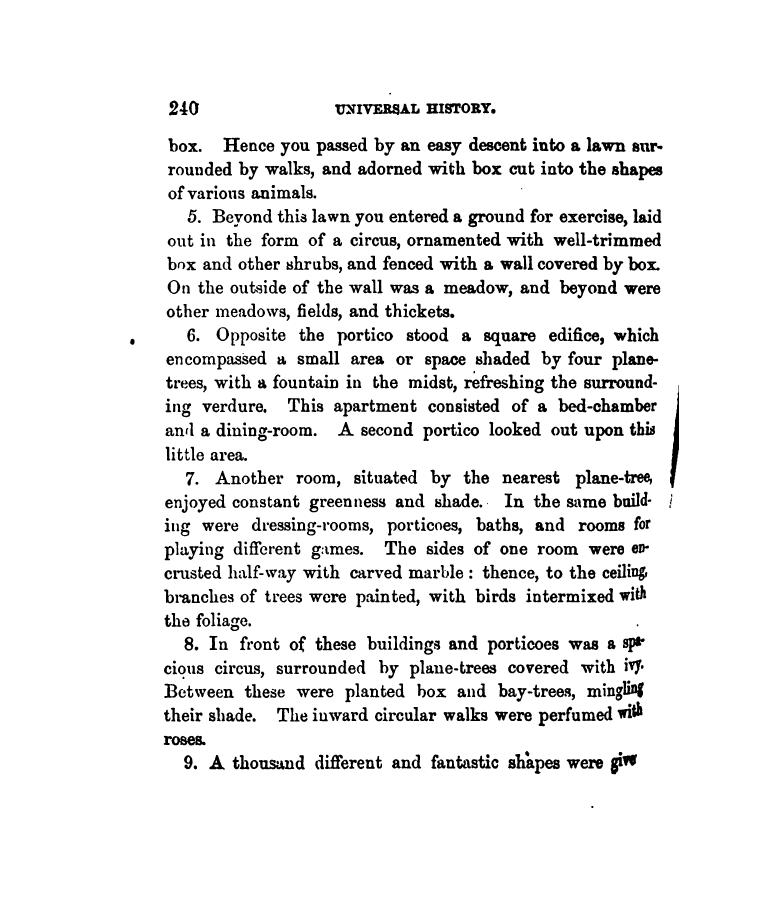 240 UNIVERSAL HISTORY.
box. Hence you passed by an easy descent into a lawn sur-
rounded by walks, and adorned with box cut into the shapes
of various animals.
5. Beyond this lawn you entered a ground for exercise, laid
out in the form of a circus, ornamented with well-trimmed
box and other shrubs, and fenced with a wall covered by box.
On the outside of the wall was a meadow, and beyond were
other meadows, fields, and thickets.
6. Opposite the portico stood a square edifice, which
encompassed a small area or space shaded by four plane-
trees, with a fountain in the midst, refreshing the surround-
ing verdure. This apartment consisted of a bed-chamber
and a dining-room. A second portico looked out upon this
little area.
7. Another room, situated by the nearest plane-tree,
enjoyed constant greenness and shade. In the same build-
ing were dressing-rooms, porticoes, baths, and rooms for
playing different games. The sides of one room were en-
crusted half-way with carved marble: thence, to the ceiling,
branches of trees were painted, with birds intermixed with
the foliage.
8. In front of these buildings and porticoes was a spa-
cious circus, surrounded by plane-trees covered with ivy.
Between these were planted box and bay-trees, mingling
their shade. The inward circular walks were perfumed with
roses.
9. A thousand different and fantastic shapes were give